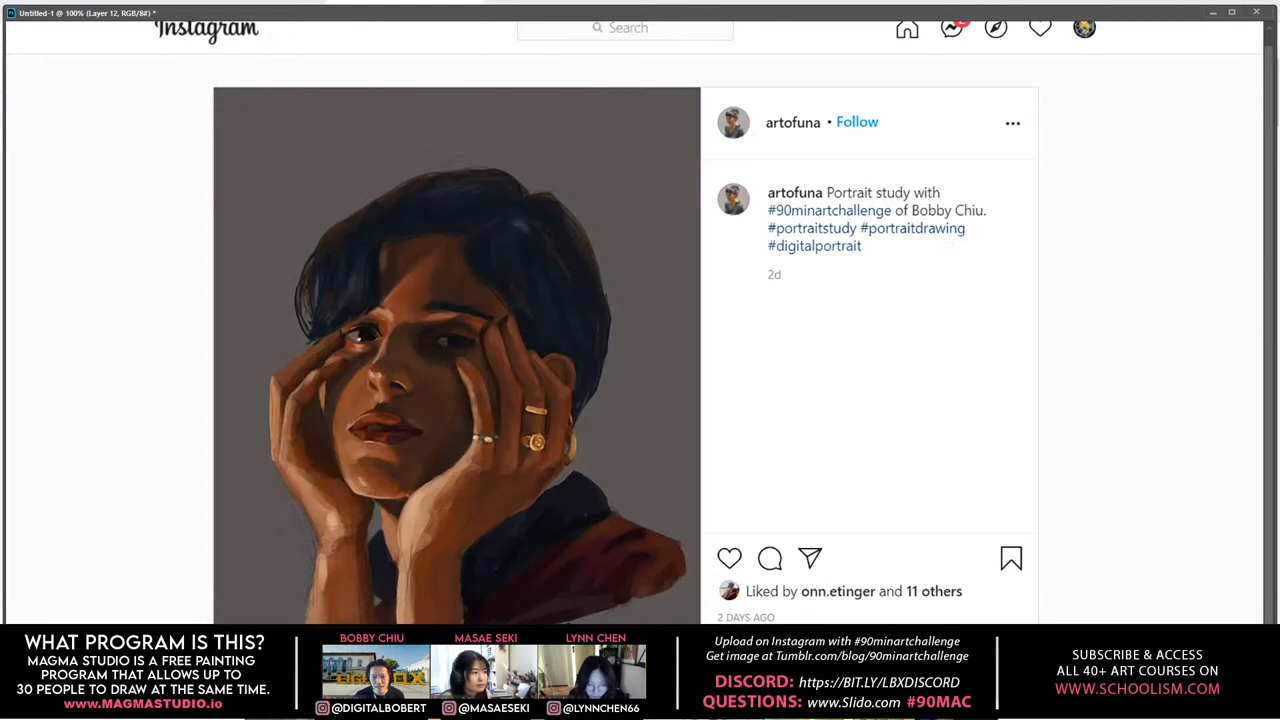 Untitled-1 @ 100% (Layer 12, RGB/8#) *
Instagram
Search
artofuna • Follow
artofuna Portrait study with
#90minartchallenge of Bobby Chiu.
#portraitstudy #portraitdrawing
#digitalportrait
2d
Liked by onn.etinger and 11 others
2 DAYS AGO
WHAT PROGRAM IS THIS?
MAGMA STUDIO IS A FREE PAINTING
PROGRAM THAT ALLOWS UP TO
30 PEOPLE TO DRAW AT THE SAME TIME.
www.MAGMASTUDIO.io
BOBBY CHIU
MASAE SEKI
LYNN CHEN
@DIGITALBOBERT
@MASAESEKI
@LYNNCHEN66
Upload on Instagram with #90minartchallenge
Get image at Tumblr.com/blog/90minartchallenge
DISCORD: https://BIT.LY/LBXDISCORD
QUESTIONS: www.Slido.com #90MAC
SUBSCRIBE & ACCESS
ALL 40+ ART COURSES ON
WWW.SCHOOLISM.COM